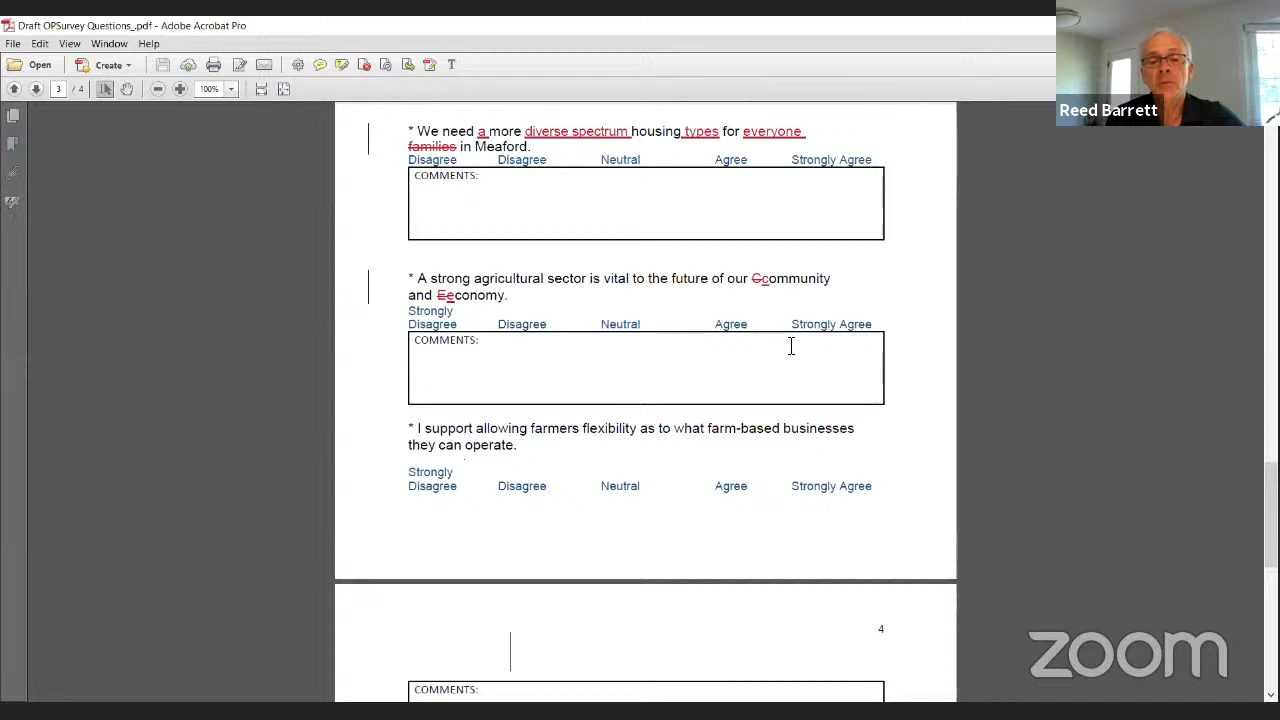 Draft OPSurvey Questions_.pdf - Adobe Acrobat Pro
File Edit View Window Help
Open Create
3 / 4 100%
Reed Barrett
* We need a more diverse spectrum housing types for everyone
families in Meaford.
Disagree Disagree Neutral Agree Strongly Agree
COMMENTS:
* A strong agricultural sector is vital to the future of our Ccommunity
and Eeconomy.
Strongly
Disagree Disagree Neutral Agree Strongly Agree
COMMENTS:
* I support allowing farmers flexibility as to what farm-based businesses
they can operate.
Strongly
Disagree Disagree Neutral Agree Strongly Agree
4
zoom
COMMENTS: